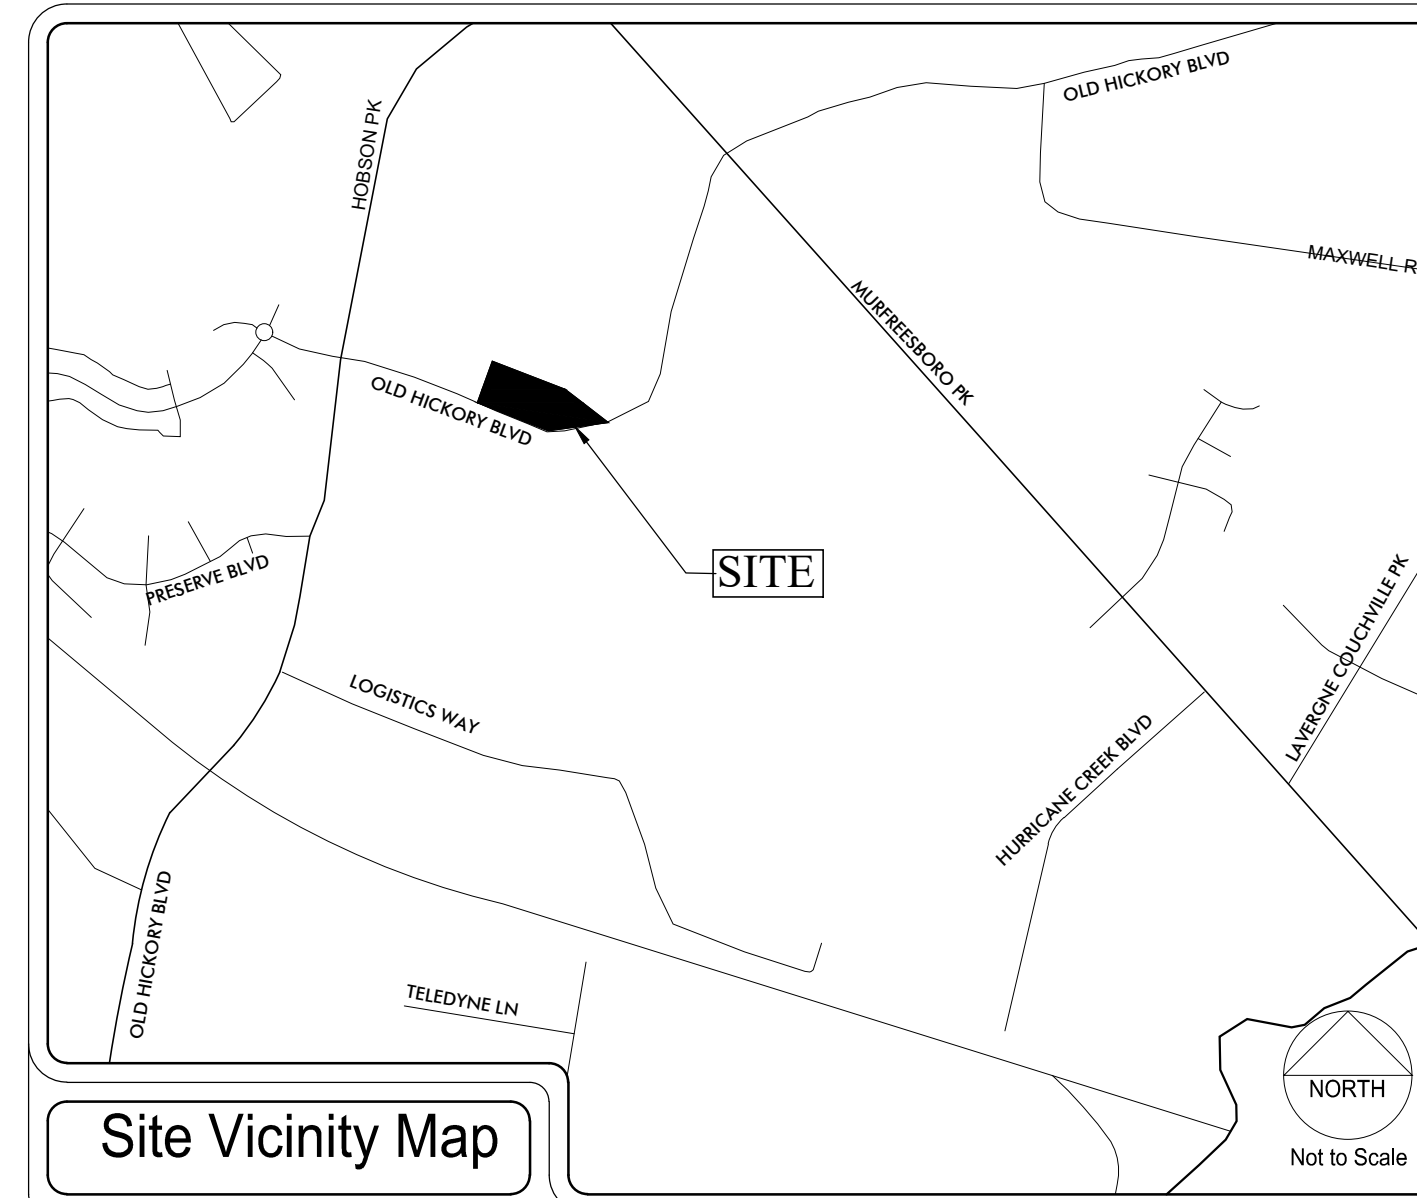 OLD HICKORY BLVD
HOBSON PK
MAXWELL R
MURFREESBORO PK
OLD HICKORY BLVD
SITE
PRESERVE BLVD
LAVERGNE COUCHVILLE PK
LOGISTICS WAY
HURRICANE CREEK BLVD
OLD HICKORY BLVD
TELEDYNE LN
NORTH
Not to Scale
Site Vicinity Map